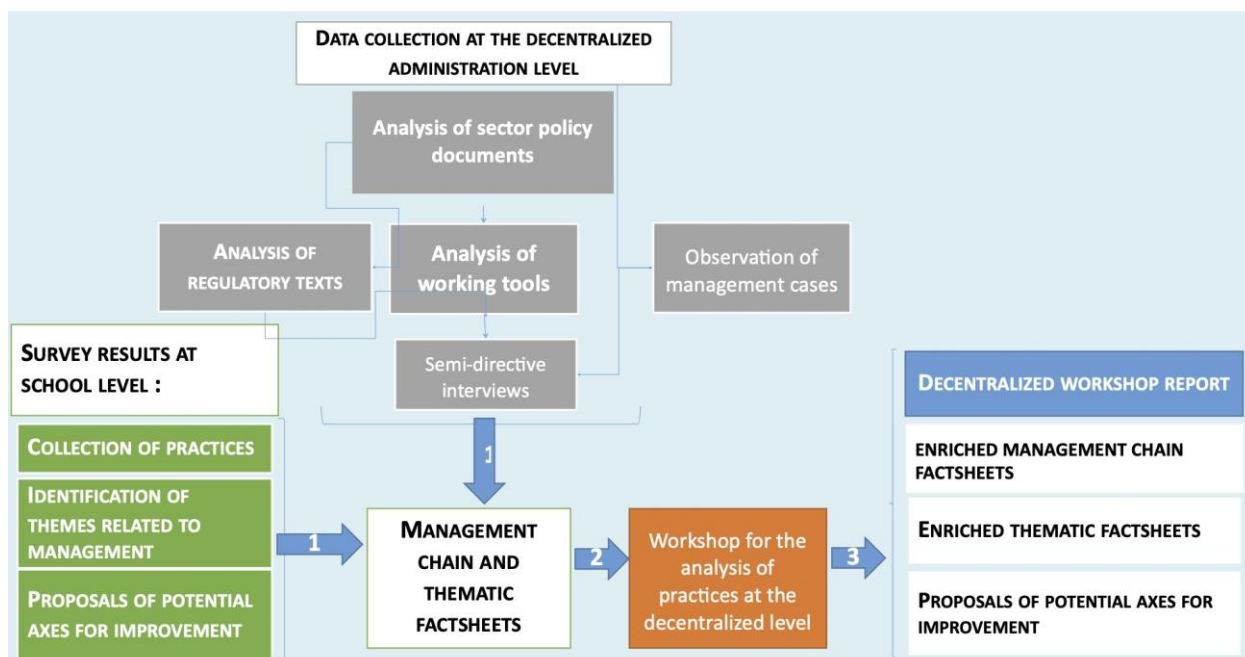 DATA COLLECTION AT THE DECENTRALIZED
ADMINISTRATION LEVEL
Analysis of sector policy
documents
ANALYSIS OF
REGULATORY TEXTS
Analysis of
working tools
Observation of
management cases
Semi-directive
interviews
SURVEY RESULTS AT
SCHOOL LEVEL :
COLLECTION OF PRACTICES
IDENTIFICATION OF
THEMES RELATED TO
MANAGEMENT
PROPOSALS OF POTENTIAL
AXES FOR IMPROVEMENT
1
1
MANAGEMENT
CHAIN AND
THEMATIC
FACTSHEETS
2
Workshop for the
analysis of
practices at the
decentralized level
3
DECENTRALIZED WORKSHOP REPORT
ENRICHED MANAGEMENT CHAIN
FACTSHEETS
ENRICHED THEMATIC FACTSHEETS
PROPOSALS OF POTENTIAL AXES FOR
IMPROVEMENT